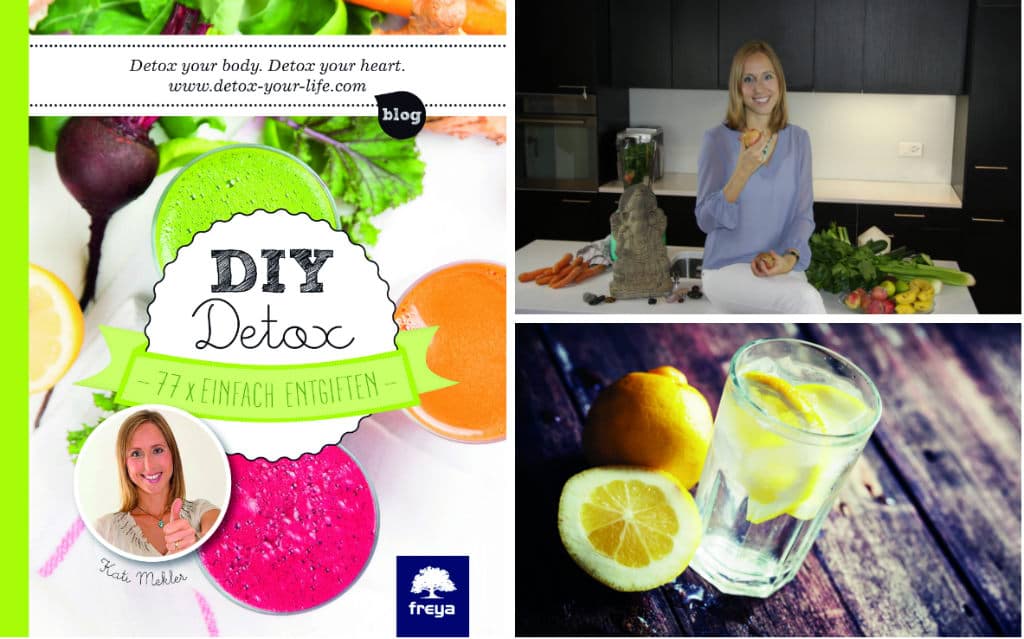 Detox your body. Detox your heart.
www.detox-your-life.com
blog
DIY
Detox
– 77 x EINFACH ENTGIFTEN –
Kati Mehler
freya